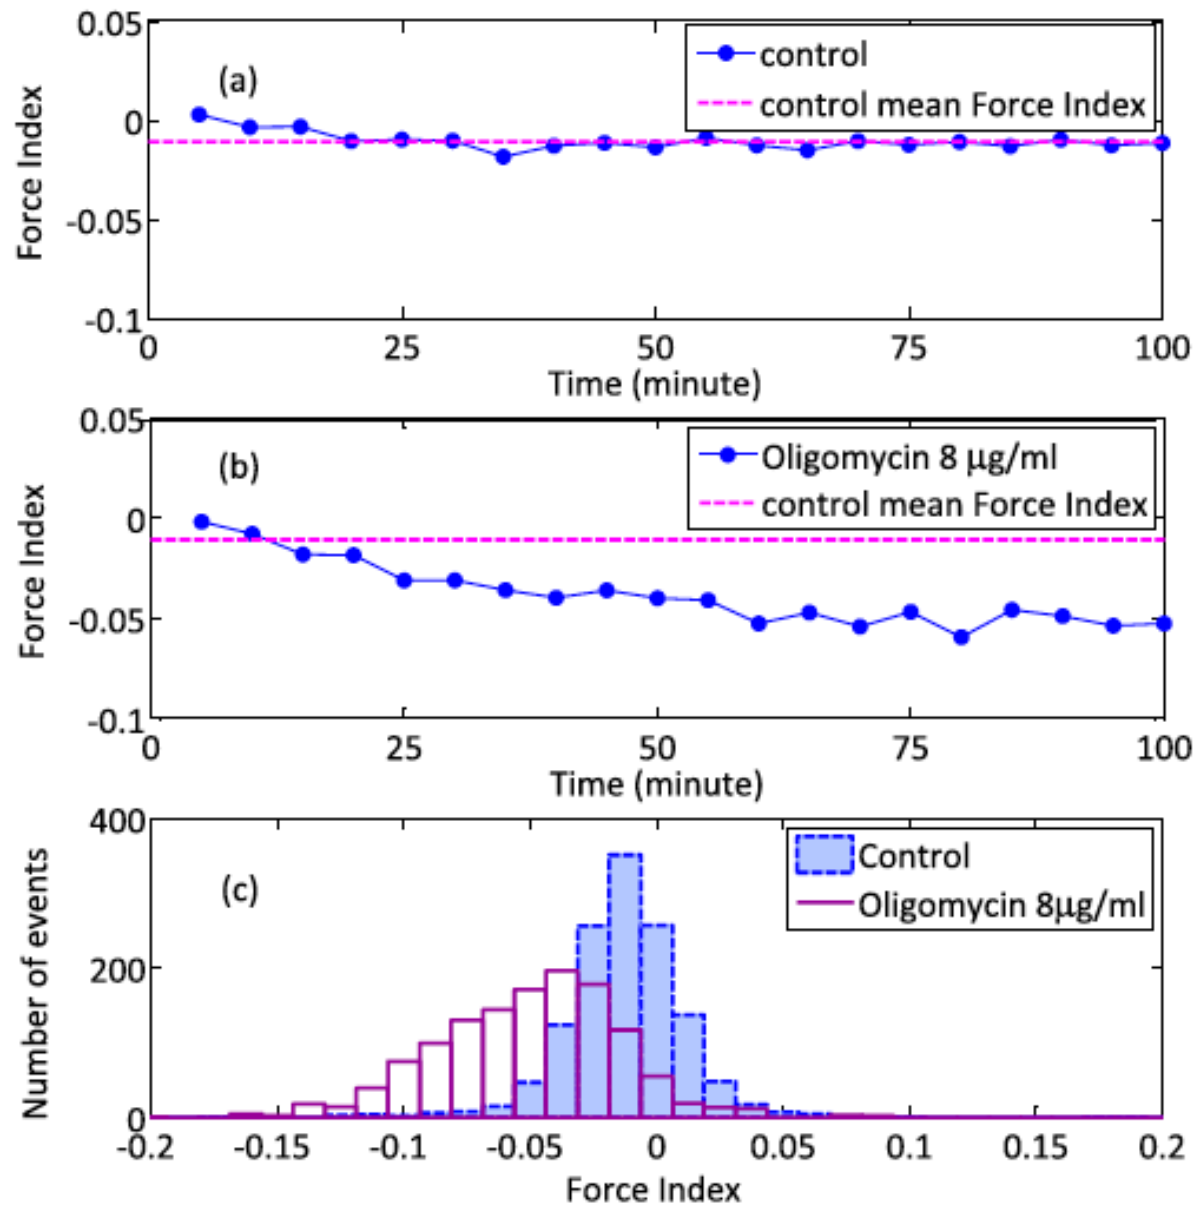 0.05
(a)
control
control mean Force Index
0
-0.05
-0.1
Force Index
0 25 50 75 100
Time (minute)
0.05
(b)
Oligomycin 8 µg/ml
control mean Force Index
0
-0.05
-0.1
Force Index
0 25 50 75 100
Time (minute)
400
(c)
Control
Oligomycin 8µg/ml
200
0
Number of events
-0.2 -0.15 -0.1 -0.05 0 0.05 0.1 0.15 0.2
Force Index